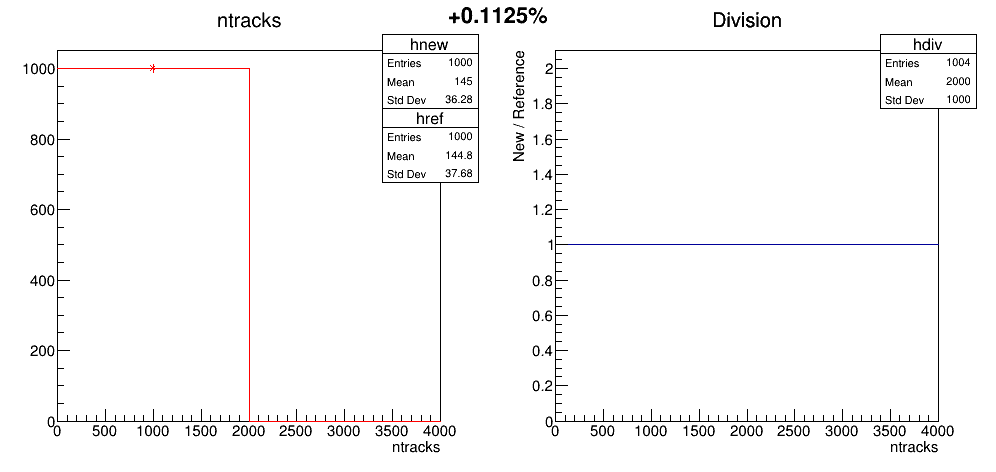 +0.1125%
ntracks
hnew
Entries 1000
Mean 145
Std Dev 36.28
href
Entries 1000
Mean 144.8
Std Dev 37.68
1000
800
600
400
200
0
0 500 1000 1500 2000 2500 3000 3500 4000
ntracks
Division
hdiv
Entries 1004
Mean 2000
Std Dev 1000
New / Reference
2
1.8
1.6
1.4
1.2
1
0.8
0.6
0.4
0.2
0
0 500 1000 1500 2000 2500 3000 3500 4000
ntracks